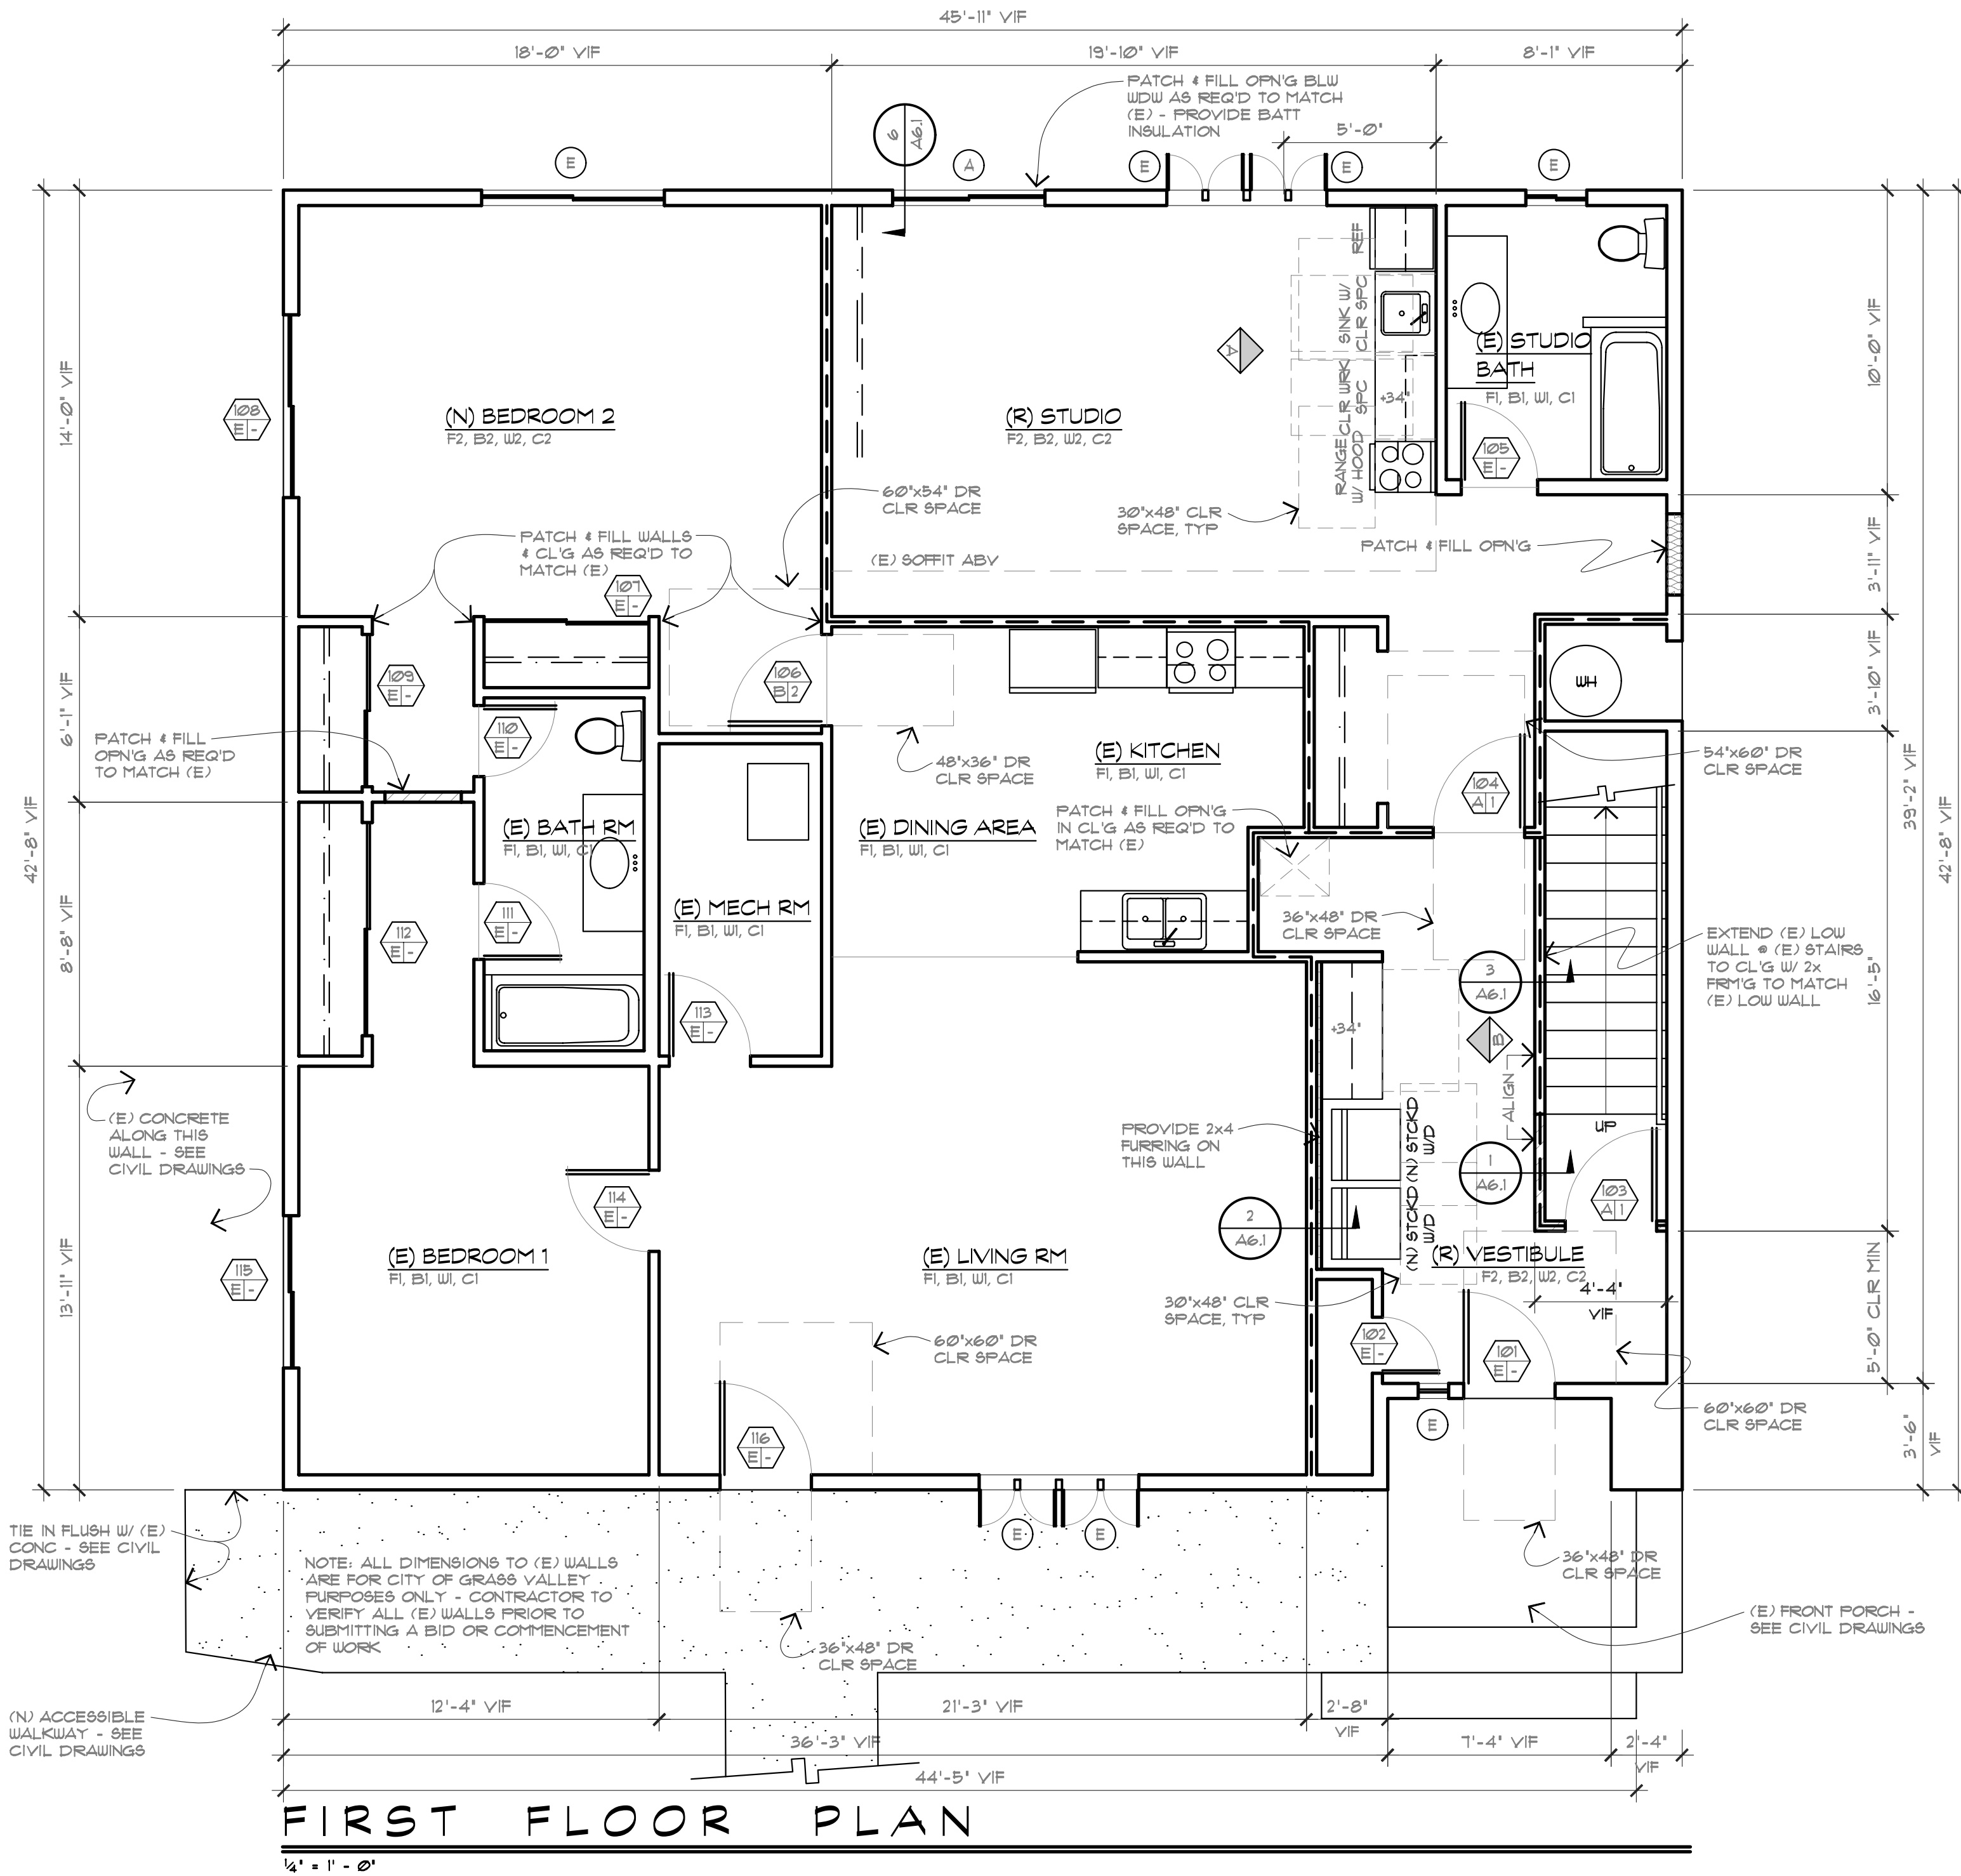 45'-11" VIF
18'-0" VIF
19'-10" VIF
8'-1" VIF
PATCH & FILL OPN'G BLW
WDW AS REQ'D TO MATCH
(E) - PROVIDE BATT
INSULATION
5'-0"
6
A6.1
E
A
E
E
E
REF
SINK W/
CLR SPC
CLR WRK
SPC
RANGE
W/ HOOD
+34"
A
(E) STUDIO
BATH
F1, B1, W1, C1
105
E -
10'-0" VIF
14'-0" VIF
108
E -
(N) BEDROOM 2
F2, B2, W2, C2
(R) STUDIO
F2, B2, W2, C2
60"x54" DR
CLR SPACE
30"x48" CLR
SPACE, TYP
PATCH & FILL OPN'G
(E) SOFFIT ABV
PATCH & FILL WALLS
& CL'G AS REQ'D TO
MATCH (E)
107
E -
3'-11" VIF
3'-10" VIF
WH
109
E -
106
B 2
6'-1" VIF
PATCH & FILL
OPN'G AS REQ'D
TO MATCH (E)
110
E -
48"x36" DR
CLR SPACE
(E) KITCHEN
F1, B1, W1, C1
54"x60" DR
CLR SPACE
104
A 1
39'-2" VIF
42'-8" VIF
42'-8" VIF
(E) BATH RM
F1, B1, W1, C1
(E) DINING AREA
F1, B1, W1, C1
PATCH & FILL OPN'G
IN CL'G AS REQ'D TO
MATCH (E)
(E) MECH RM
F1, B1, W1, C1
111
E -
112
E -
8'-8" VIF
36"x48" DR
CLR SPACE
EXTEND (E) LOW
WALL @ (E) STAIRS
TO CL'G W/ 2x
FRM'G TO MATCH
(E) LOW WALL
16'-5"
3
A6.1
113
E -
+34"
B
ALIGN
(E) CONCRETE
ALONG THIS
WALL - SEE
CIVIL DRAWINGS
PROVIDE 2x4
FURRING ON
THIS WALL
(N) STCKD
W/D
(N) STCKD
W/D
UP
1
A6.1
103
A 1
114
E -
2
A6.1
(E) BEDROOM 1
F1, B1, W1, C1
(E) LIVING RM
F1, B1, W1, C1
(R) VESTIBULE
F2, B2, W2, C2
115
E -
13'-11" VIF
4'-4"
VIF
5'-0" CLR MIN
30"x48" CLR
SPACE, TYP
60"x60" DR
CLR SPACE
102
E -
101
E -
60"x60" DR
CLR SPACE
116
E -
E
3'-6"
VIF
TIE IN FLUSH W/ (E)
CONC - SEE CIVIL
DRAWINGS
E
E
NOTE: ALL DIMENSIONS TO (E) WALLS
ARE FOR CITY OF GRASS VALLEY
PURPOSES ONLY - CONTRACTOR TO
VERIFY ALL (E) WALLS PRIOR TO
SUBMITTING A BID OR COMMENCEMENT
OF WORK
36"x48" DR
CLR SPACE
36"x48" DR
CLR SPACE
(E) FRONT PORCH -
SEE CIVIL DRAWINGS
(N) ACCESSIBLE
WALKWAY - SEE
CIVIL DRAWINGS
12'-4" VIF
21'-3" VIF
2'-8"
VIF
36'-3" VIF
7'-4" VIF
2'-4"
VIF
44'-5" VIF
FIRST FLOOR PLAN
1/4" = 1' - 0"